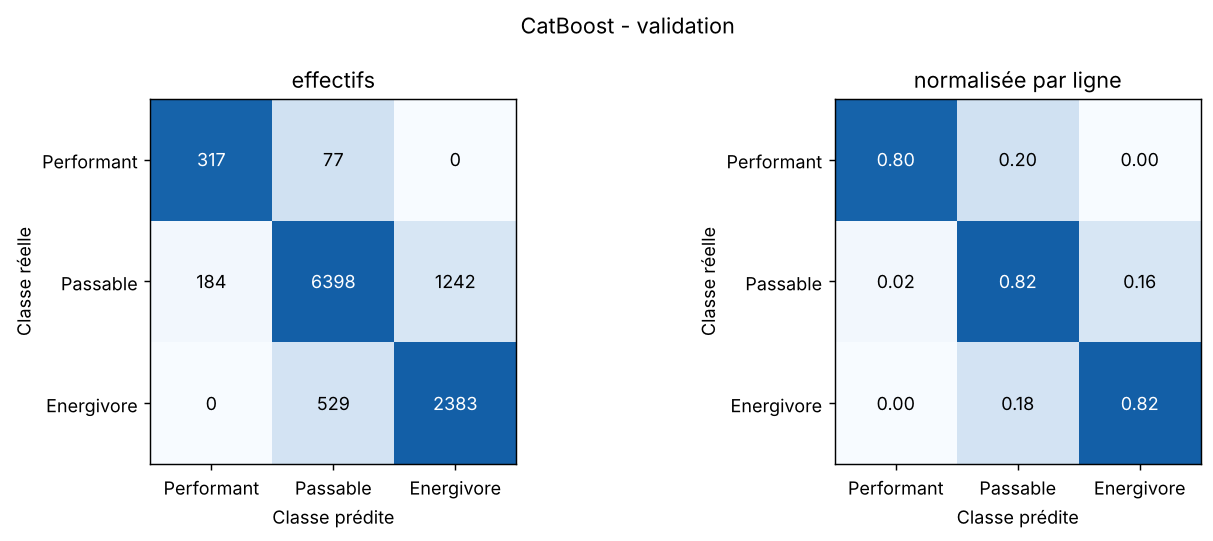 CatBoost - validation
effectifs
Classe réelle
Performant 317 77 0
Passable 184 6398 1242
Energivore 0 529 2383
Performant Passable Energivore
Classe prédite
normalisée par ligne
Classe réelle
Performant 0.80 0.20 0.00
Passable 0.02 0.82 0.16
Energivore 0.00 0.18 0.82
Performant Passable Energivore
Classe prédite